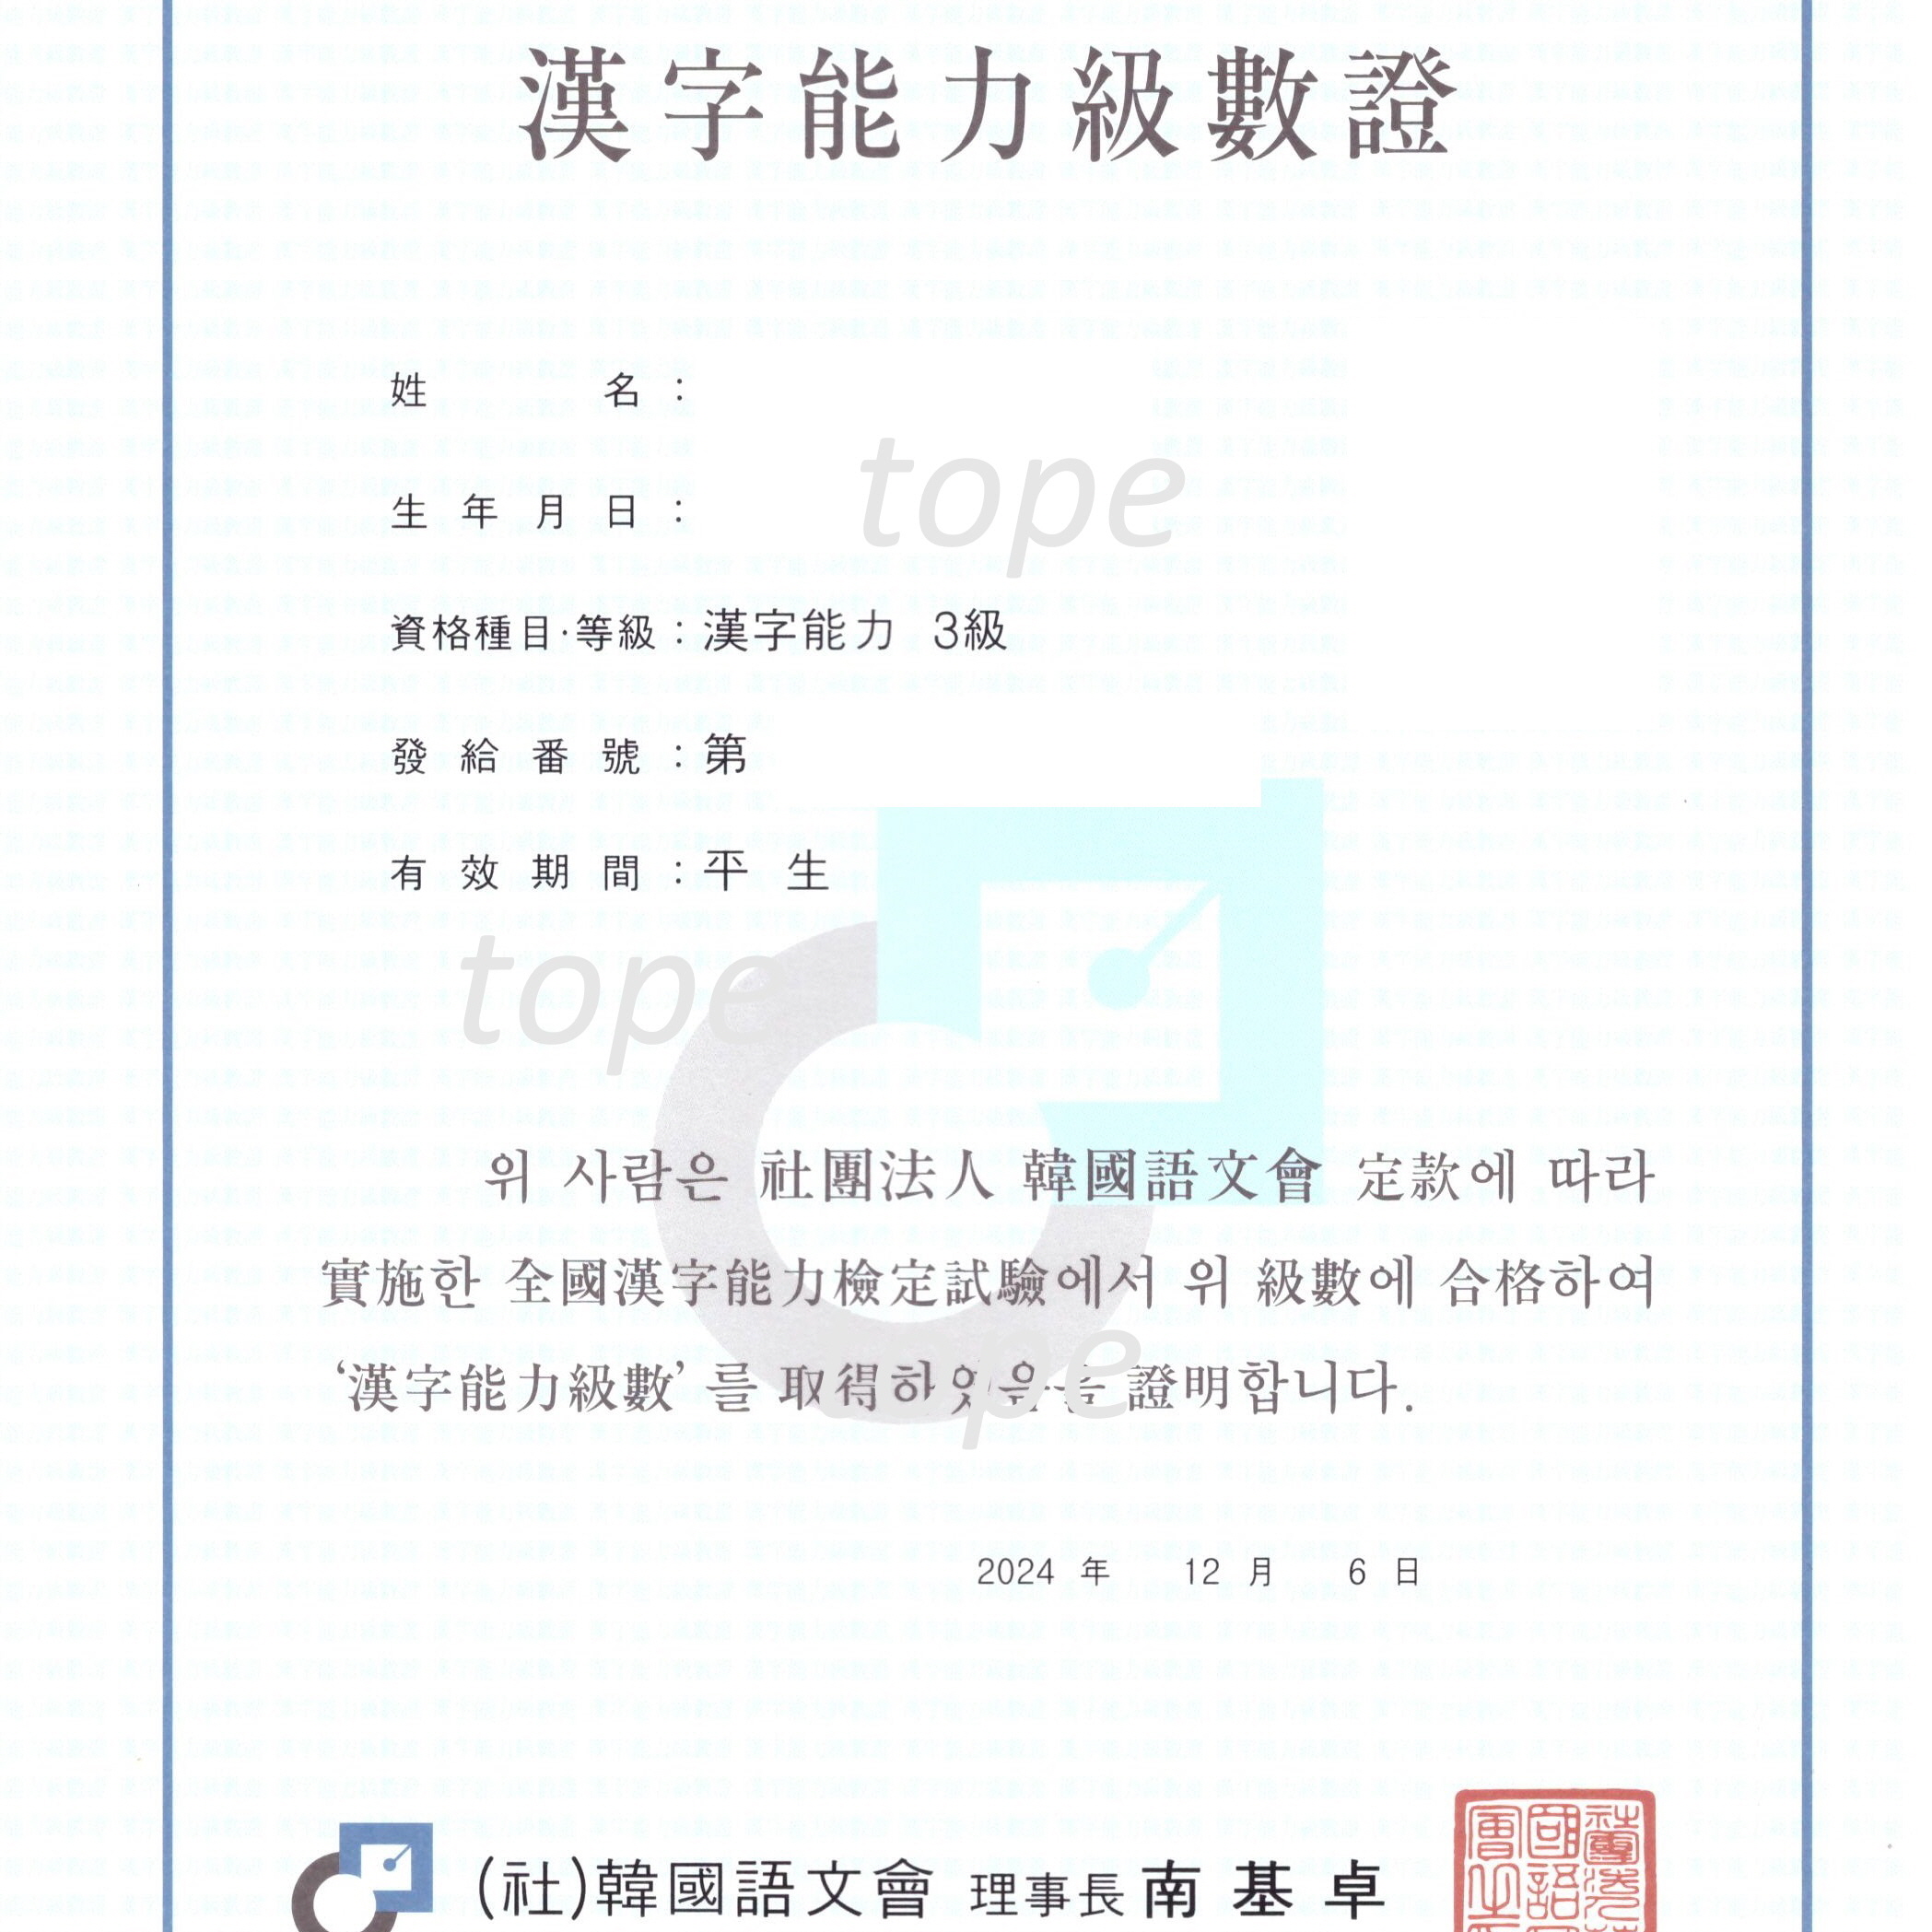 漢字能力級數證
姓 名 :
tope
生 年 月 日 :
資格種目·等級 : 漢字能力 3級
發 給 番 號 : 第
有 效 期 間 : 平 生
tope
위 사람은 社團法人 韓國語文會 定款에 따라
實施한 全國漢字能力檢定試驗에서 위 級數에 合格하여
tope
‘漢字能力級數’ 를 取得하였음을 證明합니다.
2024 年 12 月 6 日
(社)韓國語文會 理事長 南 基 卓